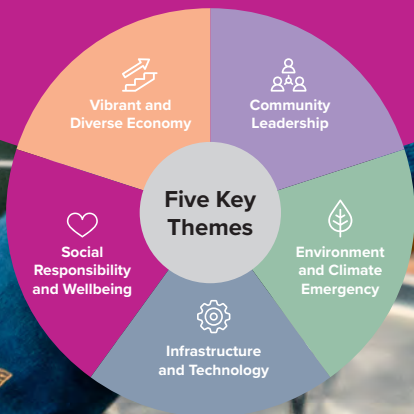 Vibrant and
Diverse Economy
Community
Leadership
Five Key
Themes
Social
Responsibility
and Wellbeing
Environment
and Climate
Emergency
Infrastructure
and Technology